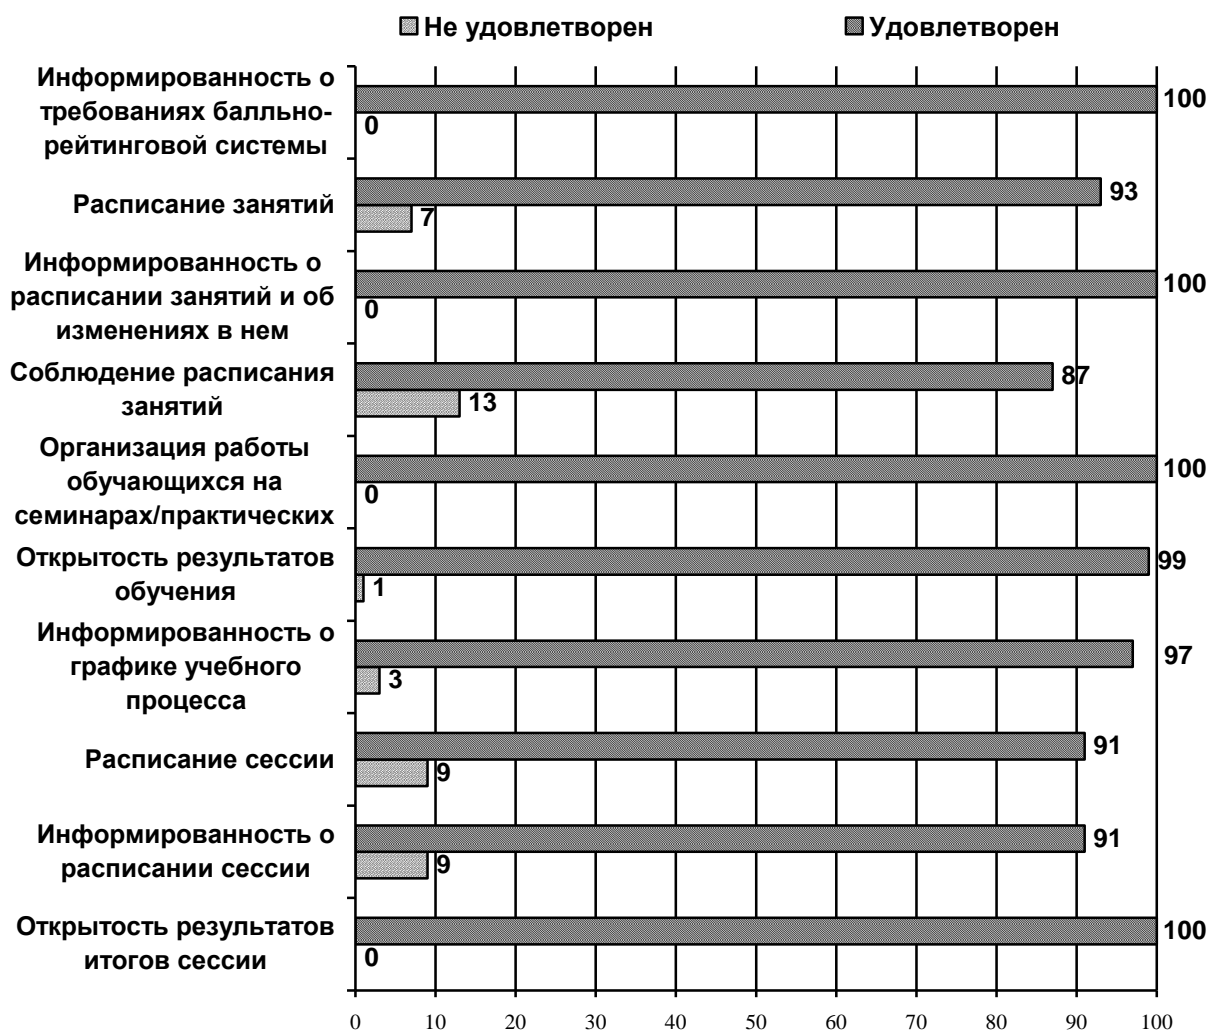 Не удовлетворен Удовлетворен
Информированность о
требованиях балльно-
рейтинговой системы
100
0
Расписание занятий
93
7
Информированность о
расписании занятий и об
изменениях в нем
100
0
Соблюдение расписания
занятий
87
13
Организация работы
обучающихся на
семинарах/практических
100
0
Открытость результатов
обучения
99
1
Информированность о
графике учебного
процесса
97
3
Расписание сессии
91
9
Информированность о
расписании сессии
91
9
Открытость результатов
итогов сессии
100
0
0 10 20 30 40 50 60 70 80 90 100